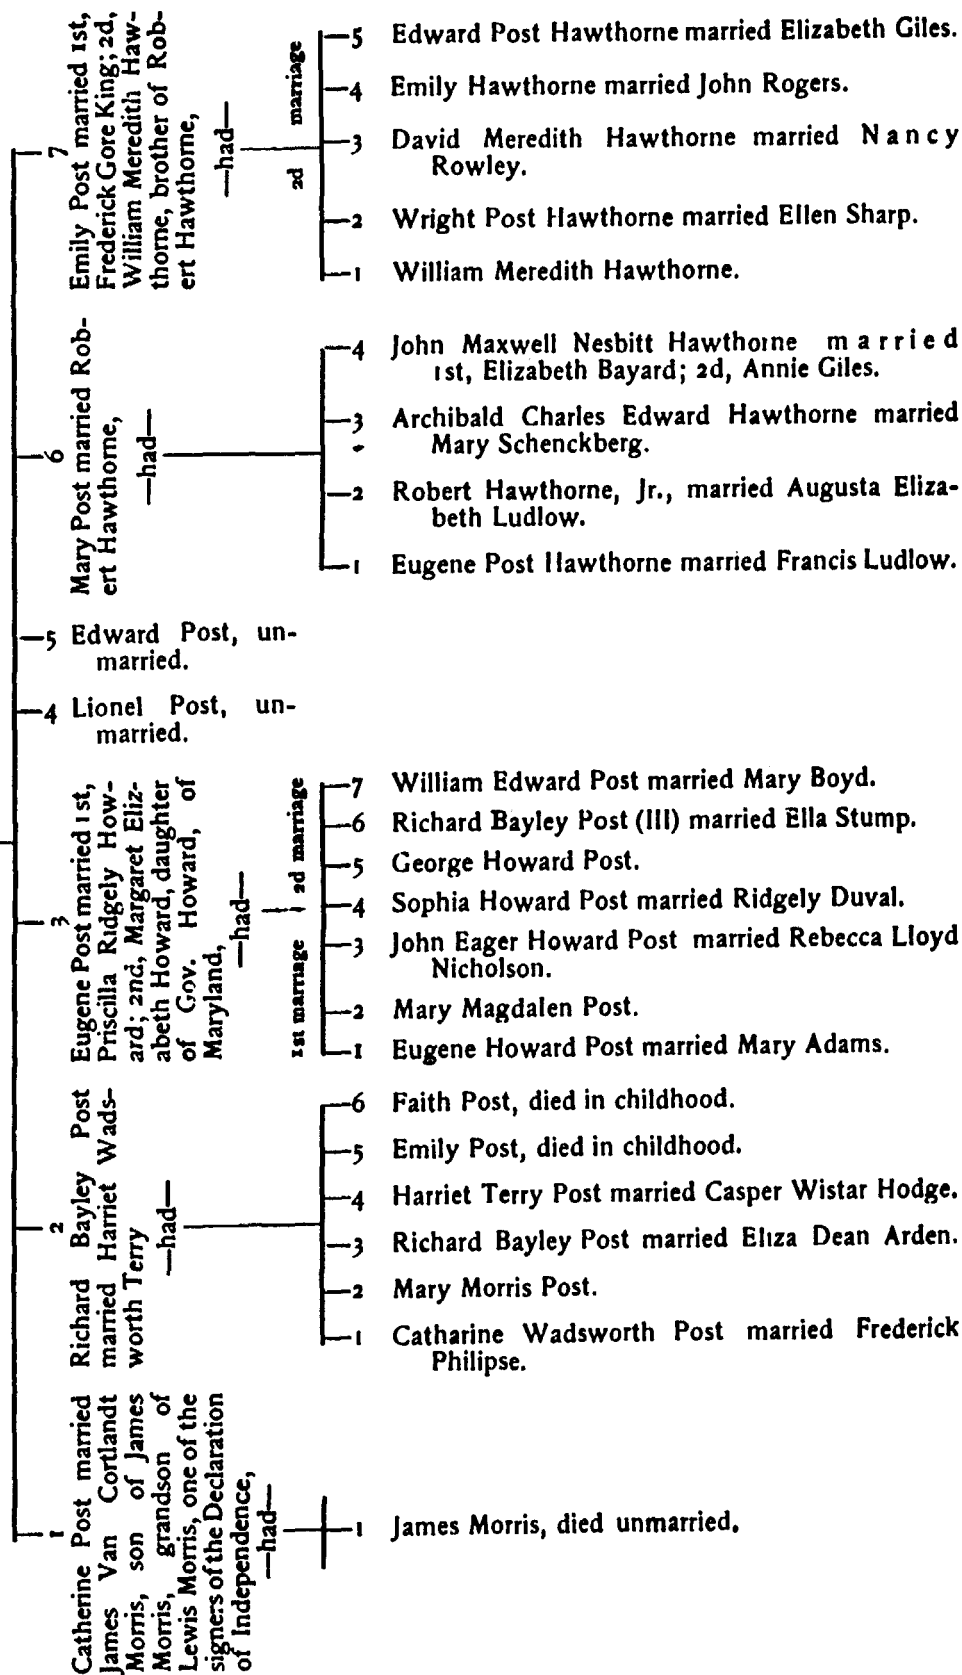 7
Emily Post married 1st,
Frederick Gore King; 2d,
William Meredith Haw-
thorne, brother of Rob-
ert Hawthorne,
—had—
2d marriage
5 Edward Post Hawthorne married Elizabeth Giles.
4 Emily Hawthorne married John Rogers.
3 David Meredith Hawthorne married Nancy
Rowley.
2 Wright Post Hawthorne married Ellen Sharp.
1 William Meredith Hawthorne.
6
Mary Post married Rob-
ert Hawthorne,
—had—
4 John Maxwell Nesbitt Hawthorne married
1st, Elizabeth Bayard; 2d, Annie Giles.
3 Archibald Charles Edward Hawthorne married
Mary Schenckberg.
2 Robert Hawthorne, Jr., married Augusta Eliza-
beth Ludlow.
1 Eugene Post Hawthorne married Francis Ludlow.
5 Edward Post, un-
married.
4 Lionel Post, un-
married.
3
Eugene Post married 1st,
Priscilla Ridgely How-
ard; 2nd, Margaret Eliz-
abeth Howard, daughter
of Gov. Howard, of
Maryland,
—had—
1st marriage 2d marriage
7 William Edward Post married Mary Boyd.
6 Richard Bayley Post (III) married Ella Stump.
5 George Howard Post.
4 Sophia Howard Post married Ridgely Duval.
3 John Eager Howard Post married Rebecca Lloyd
Nicholson.
2 Mary Magdalen Post.
1 Eugene Howard Post married Mary Adams.
2
Richard Bayley Post
married Harriet Wads-
worth Terry
—had—
6 Faith Post, died in childhood.
5 Emily Post, died in childhood.
4 Harriet Terry Post married Casper Wistar Hodge.
3 Richard Bayley Post married Eliza Dean Arden.
2 Mary Morris Post.
1 Catharine Wadsworth Post married Frederick
Philipse.
1
Catherine Post married
James Van Cortlandt
Morris, son of James
Morris, grandson of
Lewis Morris, one of the
signers of the Declaration
of Independence,
—had—
1 James Morris, died unmarried.